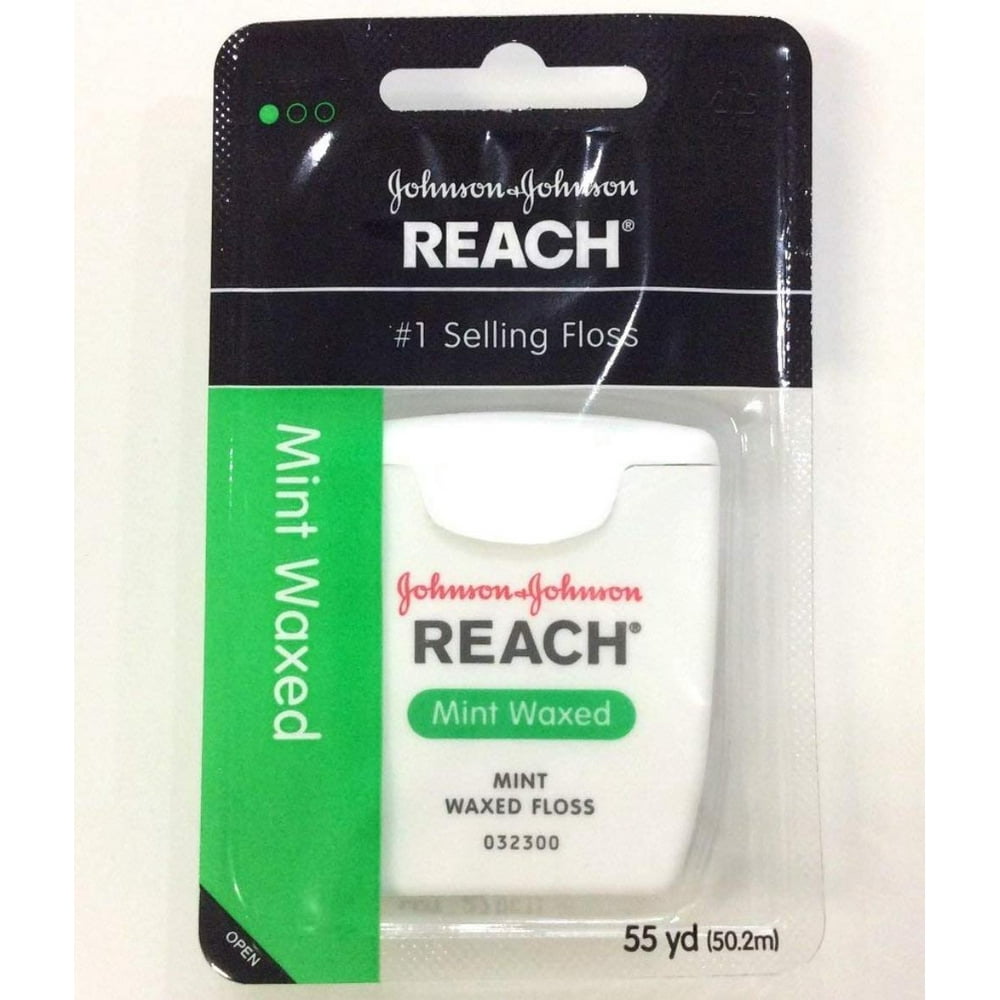 Johnson & Johnson
REACH®
#1 Selling Floss
Mint Waxed
Johnson & Johnson
REACH®
Mint Waxed
MINT
WAXED FLOSS
032300
OPEN
55 yd (50.2m)